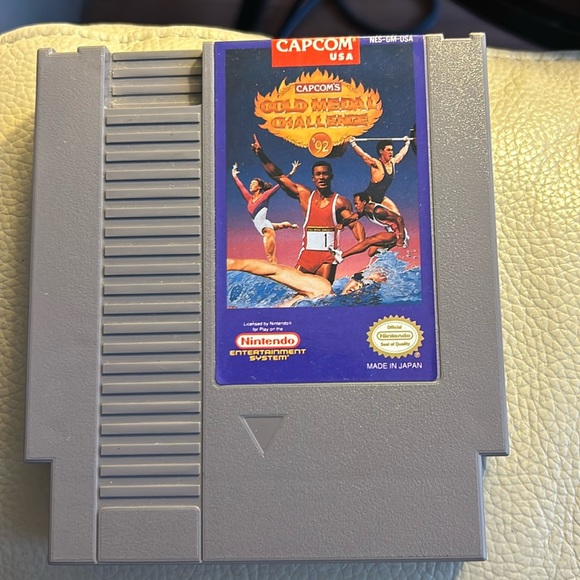 CAPCOM
USA
NES-GM-USA
CAPCOM'S
GOLD MEDAL
CHALLENGE
'92
1
Licensed by Nintendo®
for Play on the
Nintendo
ENTERTAINMENT
SYSTEM®
Official
Nintendo
Seal of Quality
MADE IN JAPAN